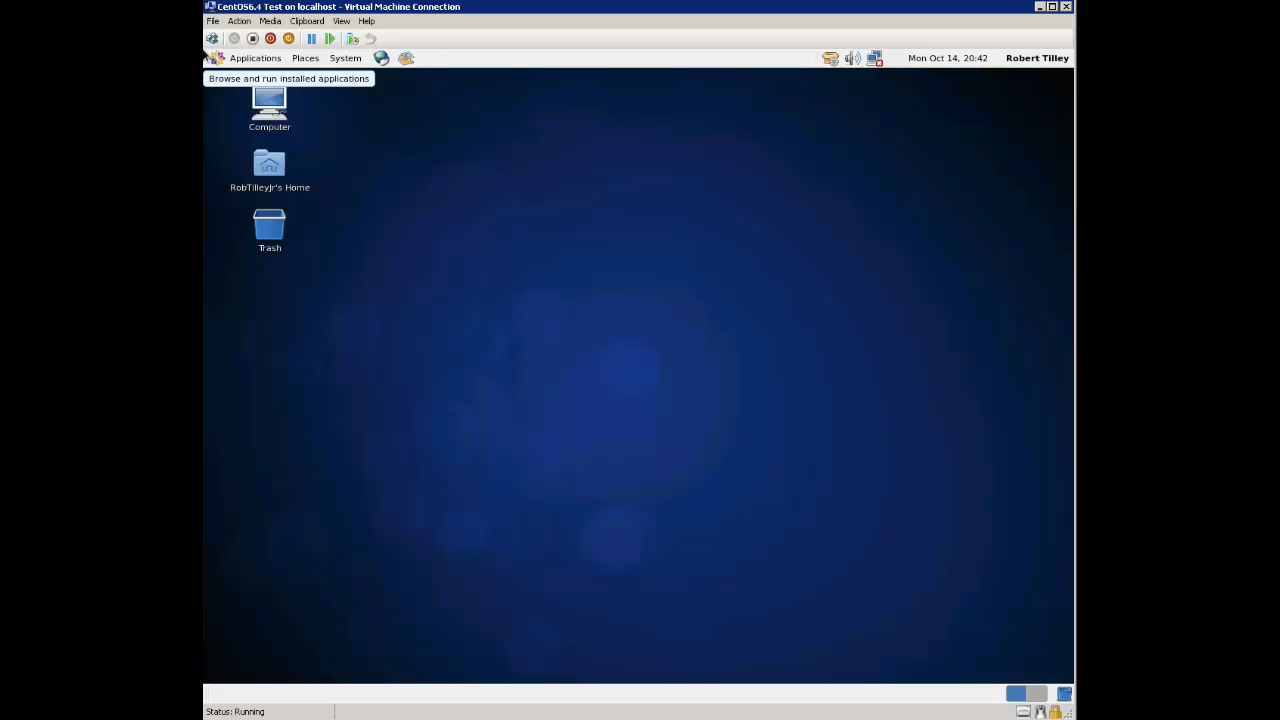 CentOS6.4 Test on localhost - Virtual Machine Connection
File Action Media Clipboard View Help
Applications Places System Mon Oct 14, 20:42 Robert Tilley
Browse and run installed applications
Computer
RobTilleyJr's Home
Trash
Status: Running